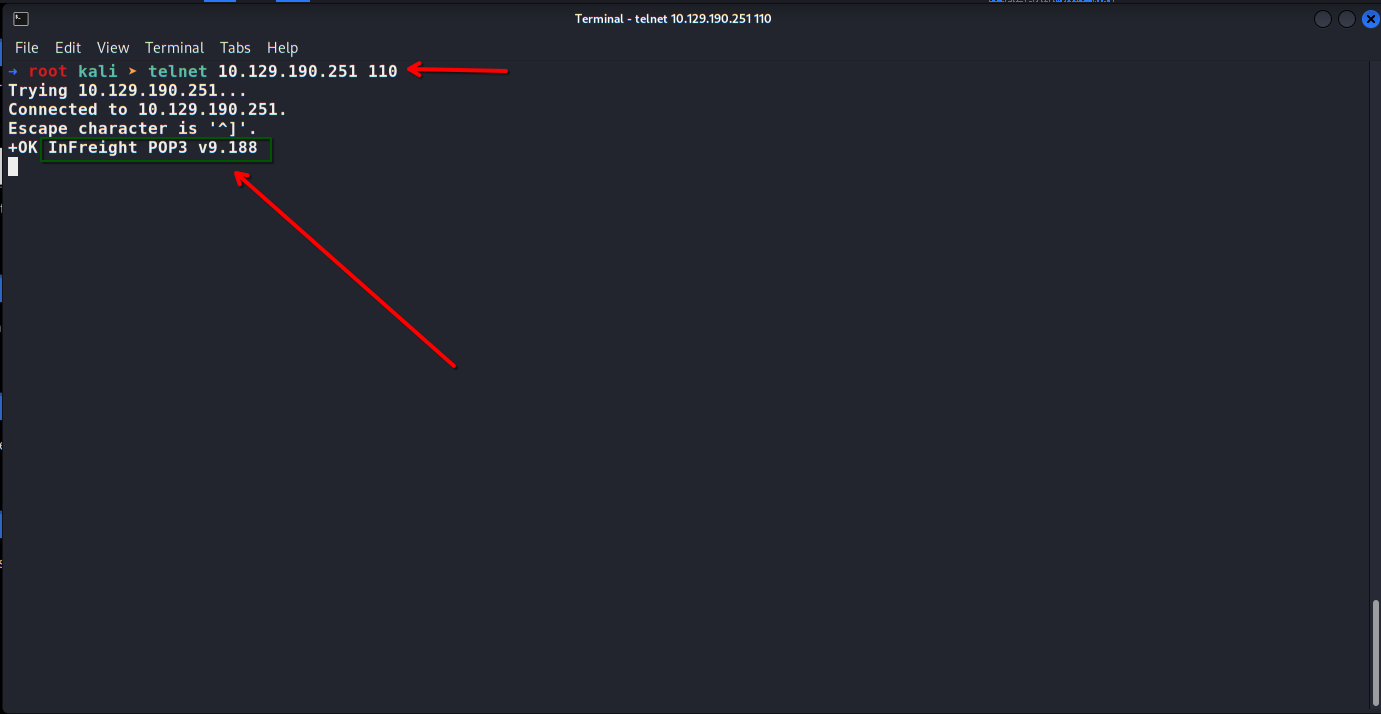 Terminal - telnet 10.129.190.251 110
File Edit View Terminal Tabs Help
→ root kali ➤ telnet 10.129.190.251 110
Trying 10.129.190.251...
Connected to 10.129.190.251.
Escape character is '^]'.
+OK InFreight POP3 v9.188